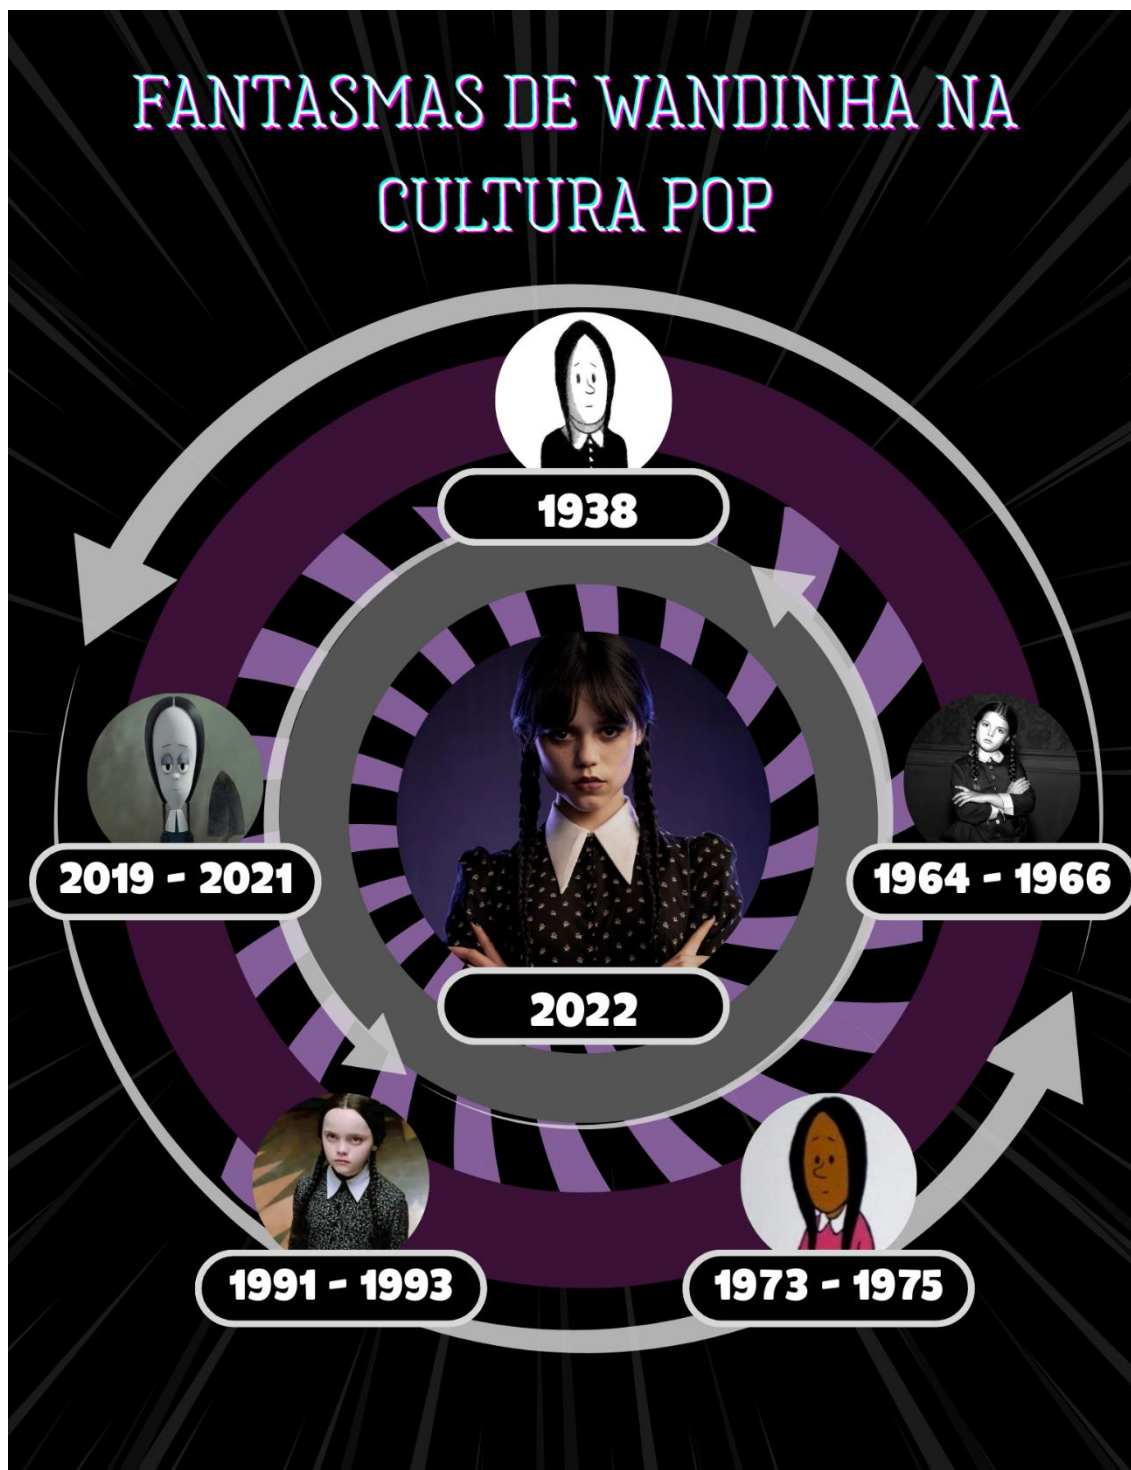 FANTASMAS DE WANDINHA NA
CULTURA POP
1938
2019 - 2021
1964 - 1966
2022
1991 - 1993
1973 - 1975